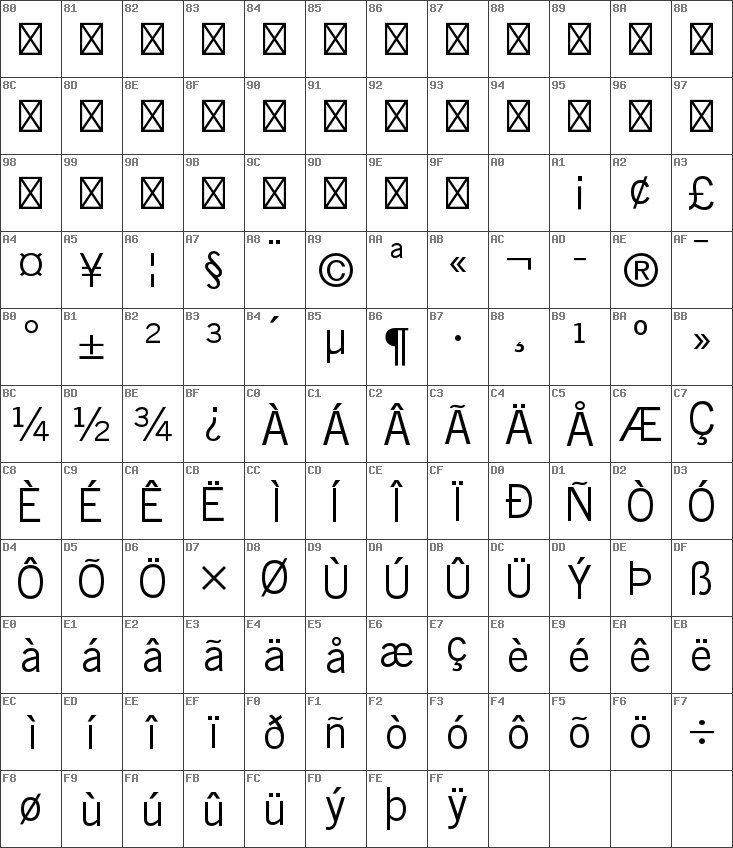 80 81 82 83 84 85 86 87 88 89 8A 8B
8C 8D 8E 8F 90 91 92 93 94 95 96 97
98 99 9A 9B 9C 9D 9E 9F A0 A1 A2 A3
¡ ¢ £
A4 A5 A6 A7 A8 A9 AA AB AC AD AE AF
¤ ¥ ¦ § ¨ © ª « ¬ - ® ¯
B0 B1 B2 B3 B4 B5 B6 B7 B8 B9 BA BB
° ± ² ³ ´ µ ¶ · ¸ ¹ º »
BC BD BE BF C0 C1 C2 C3 C4 C5 C6 C7
¼ ½ ¾ ¿ À Á Â Ã Ä Å Æ Ç
C8 C9 CA CB CC CD CE CF D0 D1 D2 D3
È É Ê Ë Ì Í Î Ï Ð Ñ Ò Ó
D4 D5 D6 D7 D8 D9 DA DB DC DD DE DF
Ô Õ Ö × Ø Ù Ú Û Ü Ý Þ ß
E0 E1 E2 E3 E4 E5 E6 E7 E8 E9 EA EB
à á â ã ä å æ ç è é ê ë
EC ED EE EF F0 F1 F2 F3 F4 F5 F6 F7
ì í î ï ð ñ ò ó ô õ ö ÷
F8 F9 FA FB FC FD FE FF
ø ù ú û ü ý þ ÿ